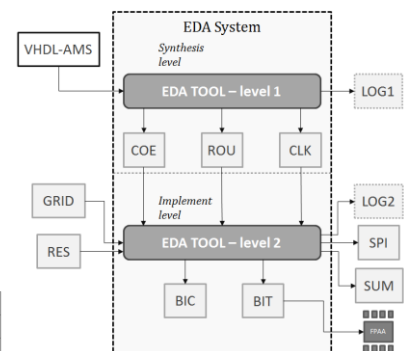 EDA System
VHDL-AMS
Synthesis
level
EDA TOOL – level 1
LOG1
COE
ROU
CLK
GRID
Implement
level
LOG2
RES
EDA TOOL – level 2
SPI
SUM
BIC
BIT
FPAA